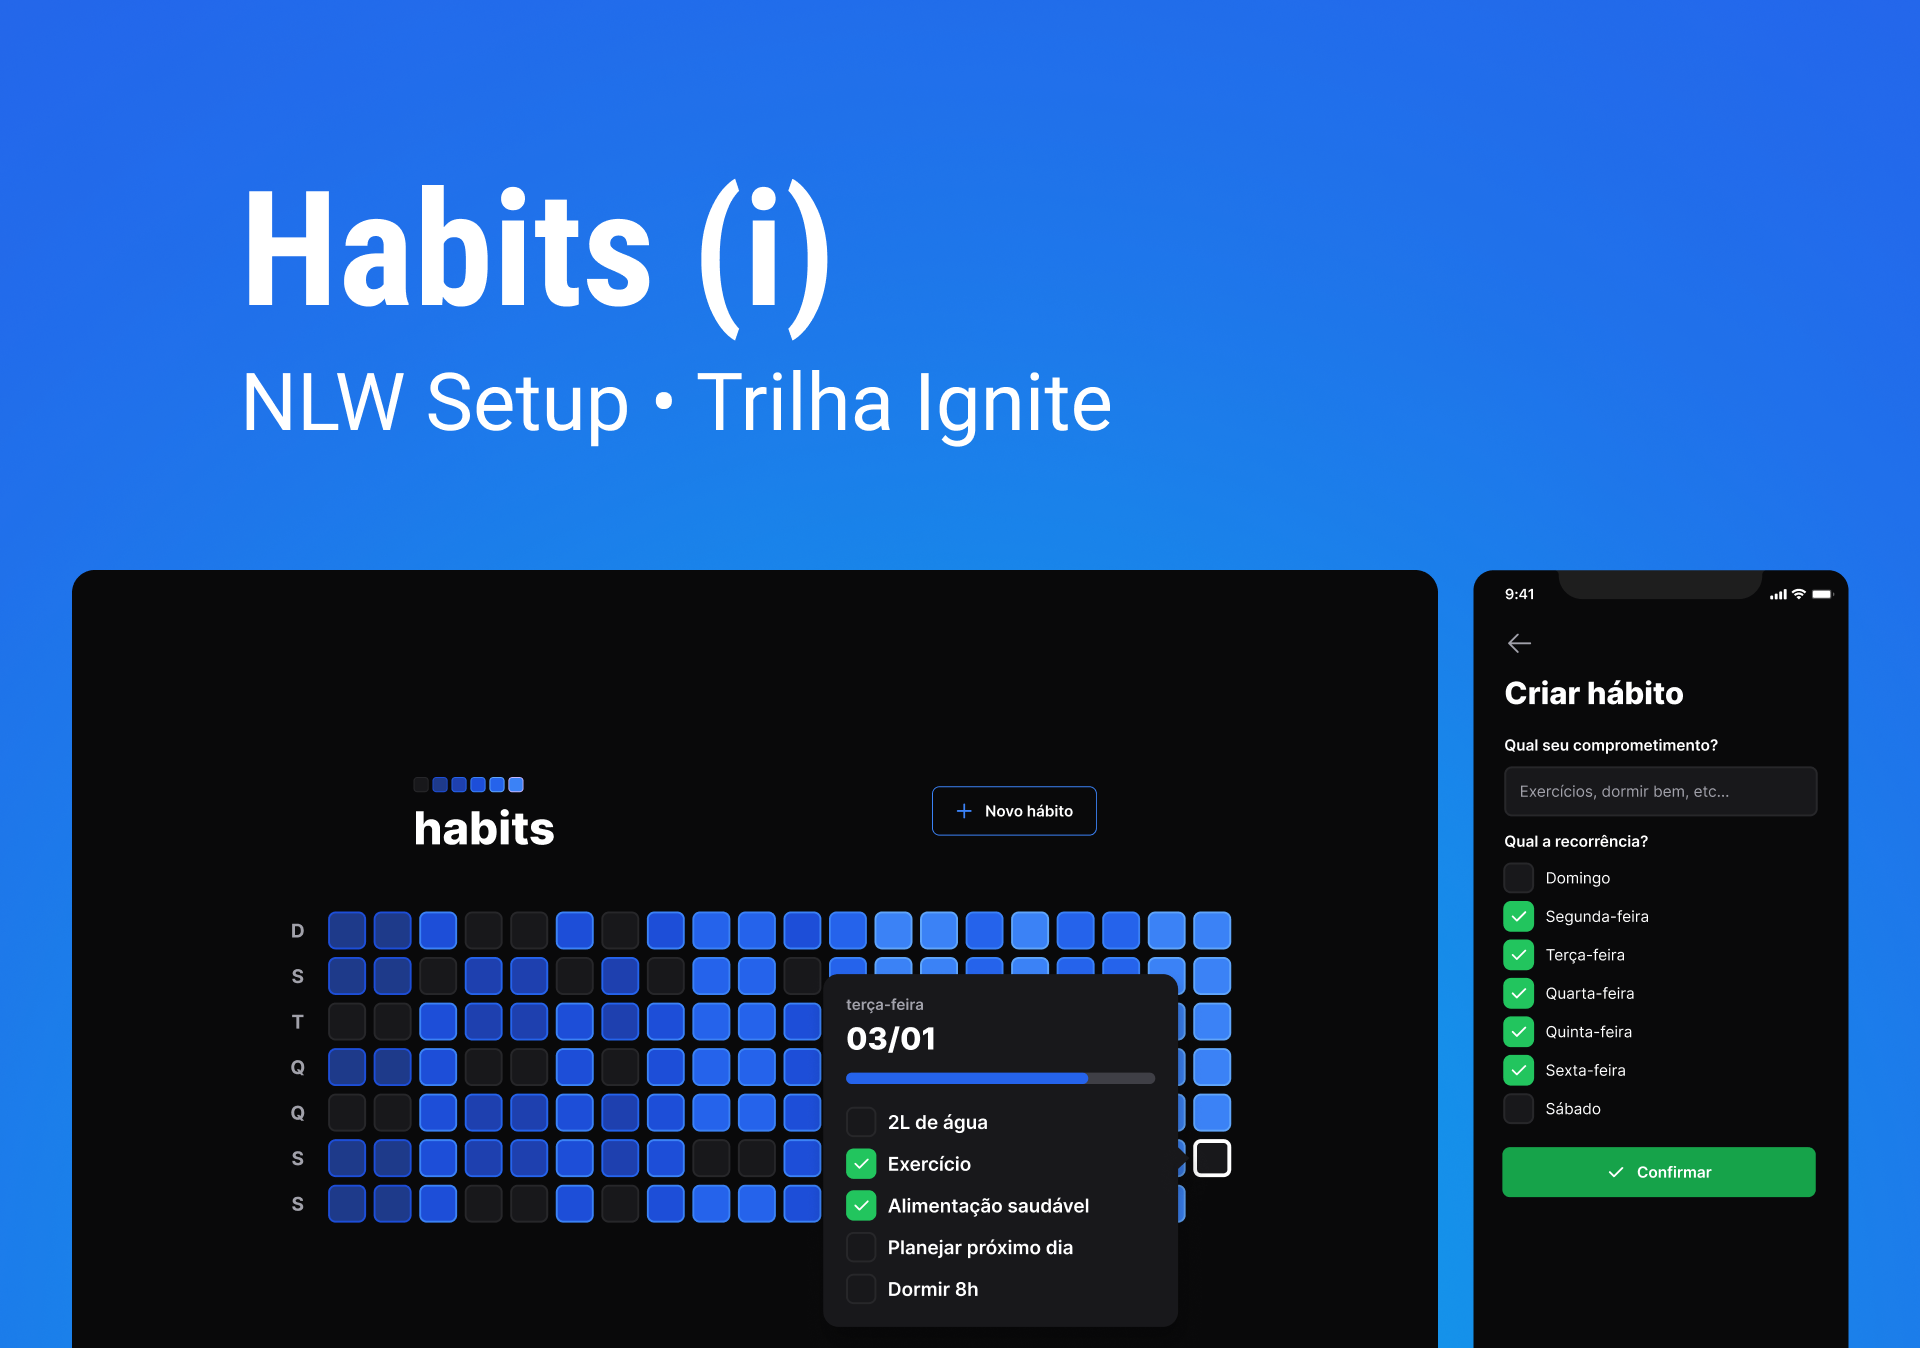 Habits (i)
NLW Setup • Trilha Ignite
habits
Novo hábito
D
S
T
Q
Q
S
S
terça-feira
03/01
2L de água
Exercício
Alimentação saudável
Planejar próximo dia
Dormir 8h
9:41
Criar hábito
Qual seu comprometimento?
Exercícios, dormir bem, etc...
Qual a recorrência?
Domingo
Segunda-feira
Terça-feira
Quarta-feira
Quinta-feira
Sexta-feira
Sábado
Confirmar